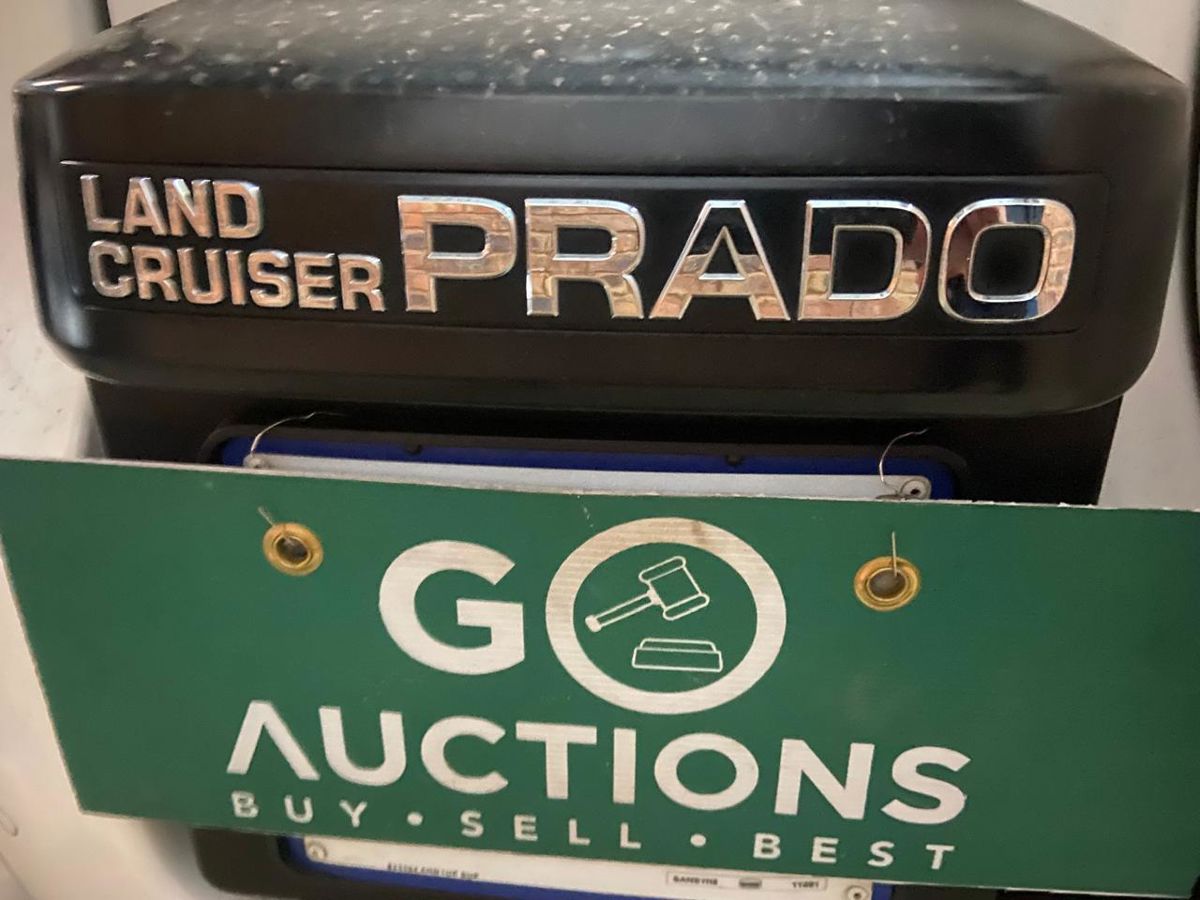 LAND
CRUISER PRADO
GO
AUCTIONS
BUY • SELL • BEST